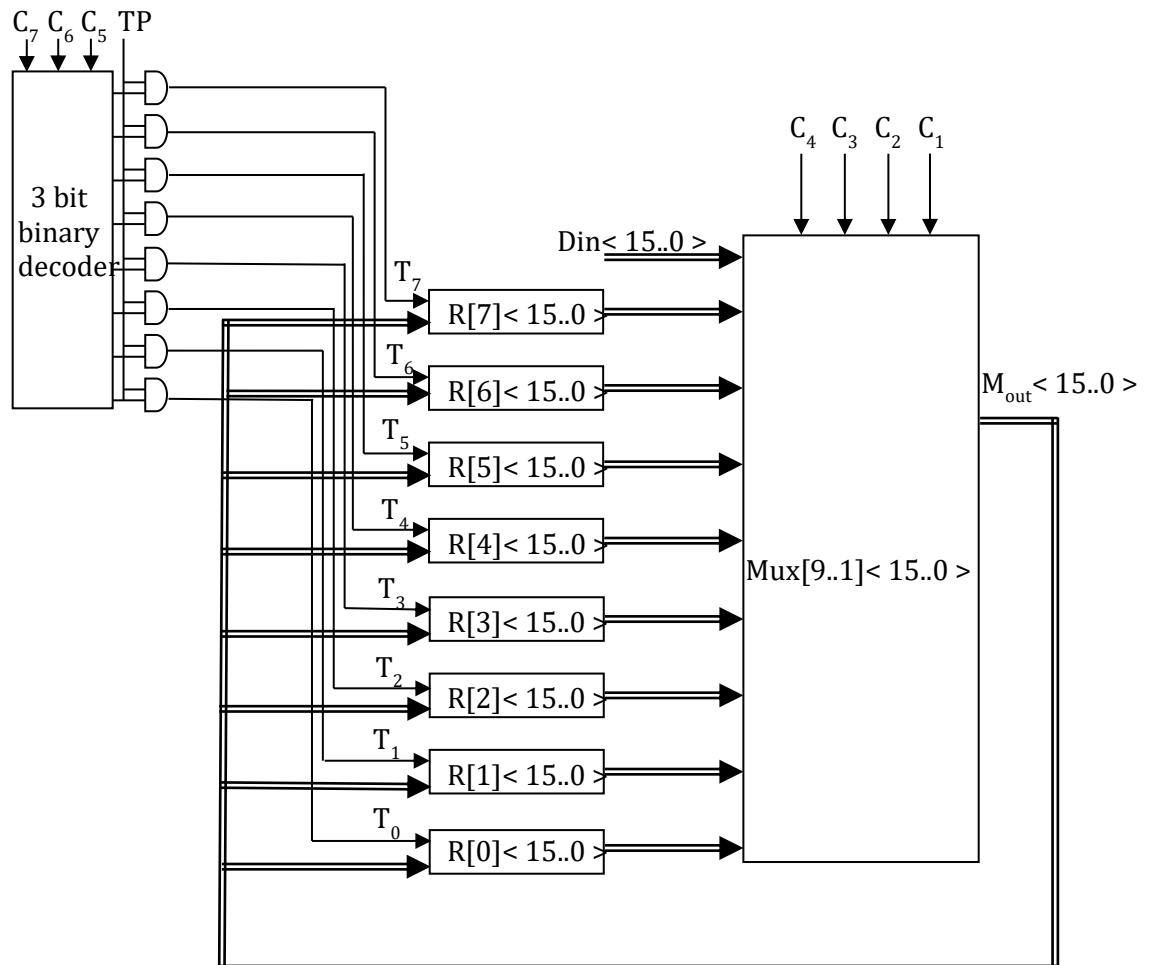 C₇ C₆ C₅ TP
3 bit
binary
decoder
C₄ C₃ C₂ C₁
Din< 15..0 >
T₇
R[7]< 15..0 >
T₆
R[6]< 15..0 >
M_out< 15..0 >
T₅
R[5]< 15..0 >
T₄
R[4]< 15..0 >
Mux[9..1]< 15..0 >
T₃
R[3]< 15..0 >
T₂
R[2]< 15..0 >
T₁
R[1]< 15..0 >
T₀
R[0]< 15..0 >